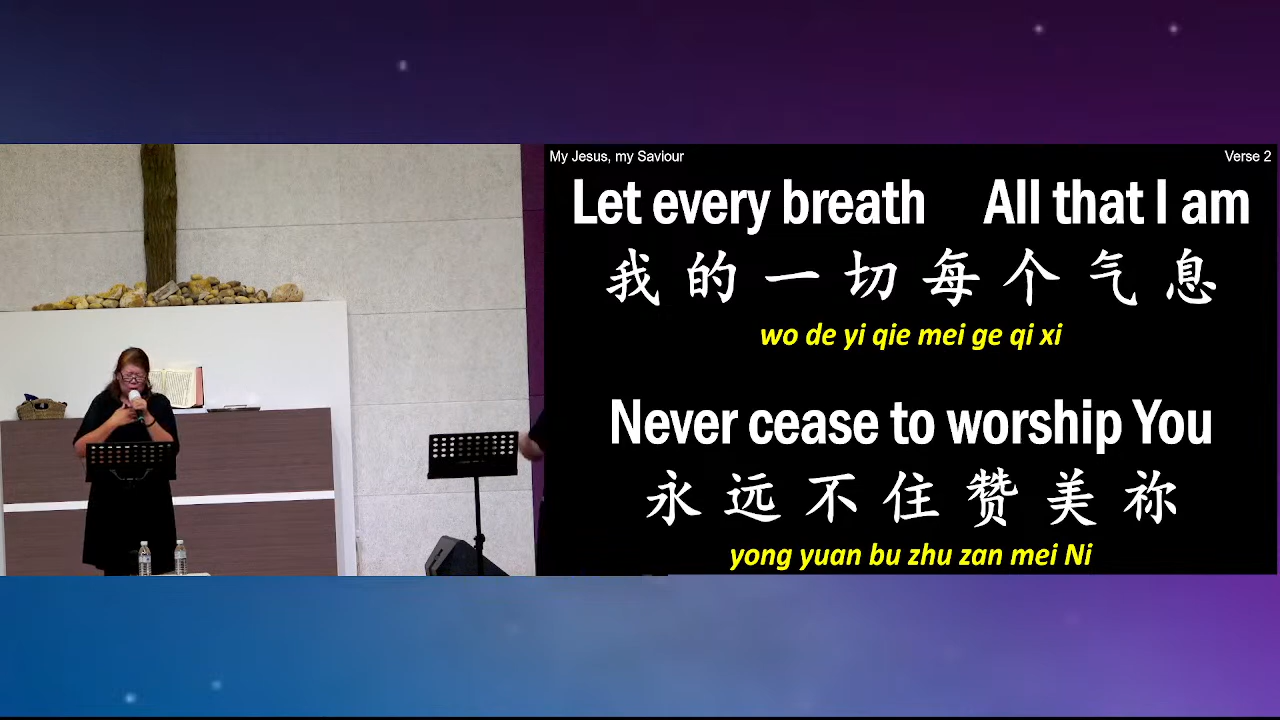 My Jesus, my Saviour
Verse 2
Let every breath All that I am
我的一切每个气息
wo de yi qie mei ge qi xi
Never cease to worship You
永远不住赞美祢
yong yuan bu zhu zan mei Ni